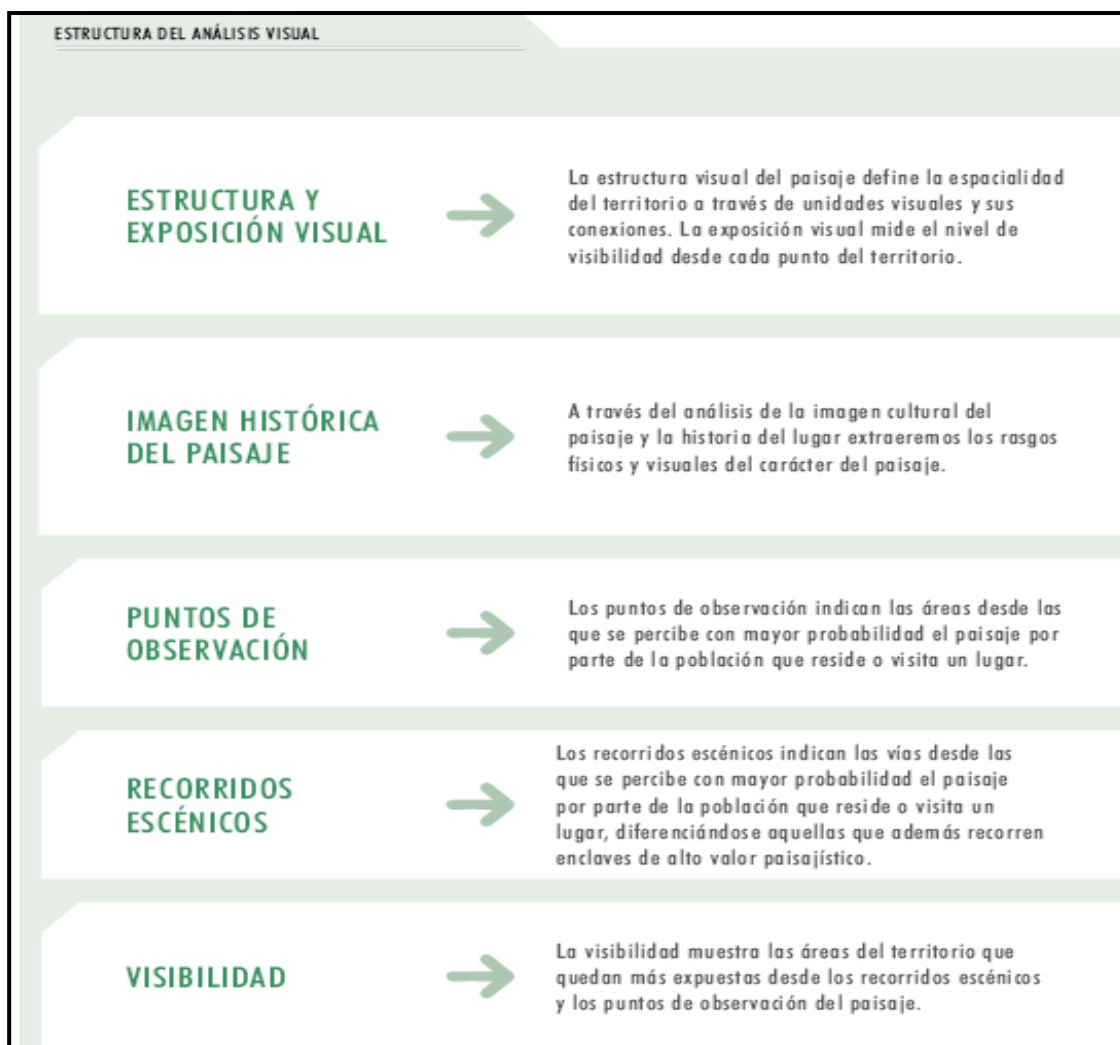 ESTRUCTURA DEL ANÁLISIS VISUAL
ESTRUCTURA Y
EXPOSICIÓN VISUAL
La estructura visual del paisaje define la espacialidad
del territorio a través de unidades visuales y sus
conexiones. La exposición visual mide el nivel de
visibilidad desde cada punto del territorio.
IMAGEN HISTÓRICA
DEL PAISAJE
A través del análisis de la imagen cultural del
paisaje y la historia del lugar extraeremos los rasgos
físicos y visuales del carácter del paisaje.
PUNTOS DE
OBSERVACIÓN
Los puntos de observación indican las áreas desde las
que se percibe con mayor probabilidad el paisaje por
parte de la población que reside o visita un lugar.
RECORRIDOS
ESCÉNICOS
Los recorridos escénicos indican las vías desde las
que se percibe con mayor probabilidad el paisaje
por parte de la población que reside o visita un
lugar, diferenciándose aquellas que además recorren
enclaves de alto valor paisajístico.
VISIBILIDAD
La visibilidad muestra las áreas del territorio que
quedan más expuestas desde los recorridos escénicos
y los puntos de observación del paisaje.